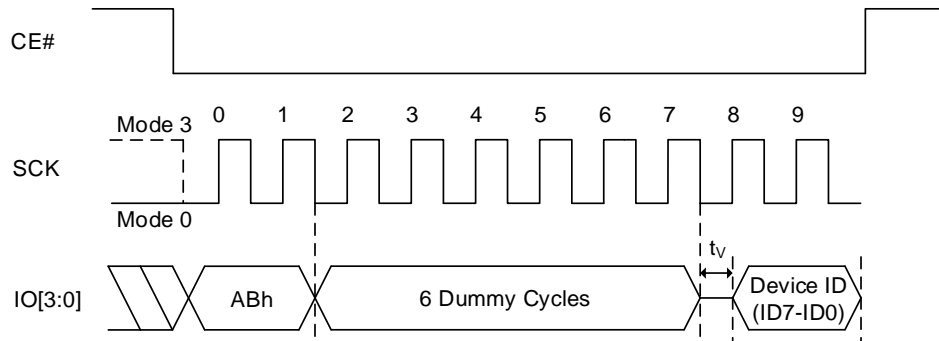 CE#
0 1 2 3 4 5 6 7 8 9
Mode 3
SCK
Mode 0
tV
IO[3:0]
ABh
6 Dummy Cycles
Device ID
(ID7-ID0)